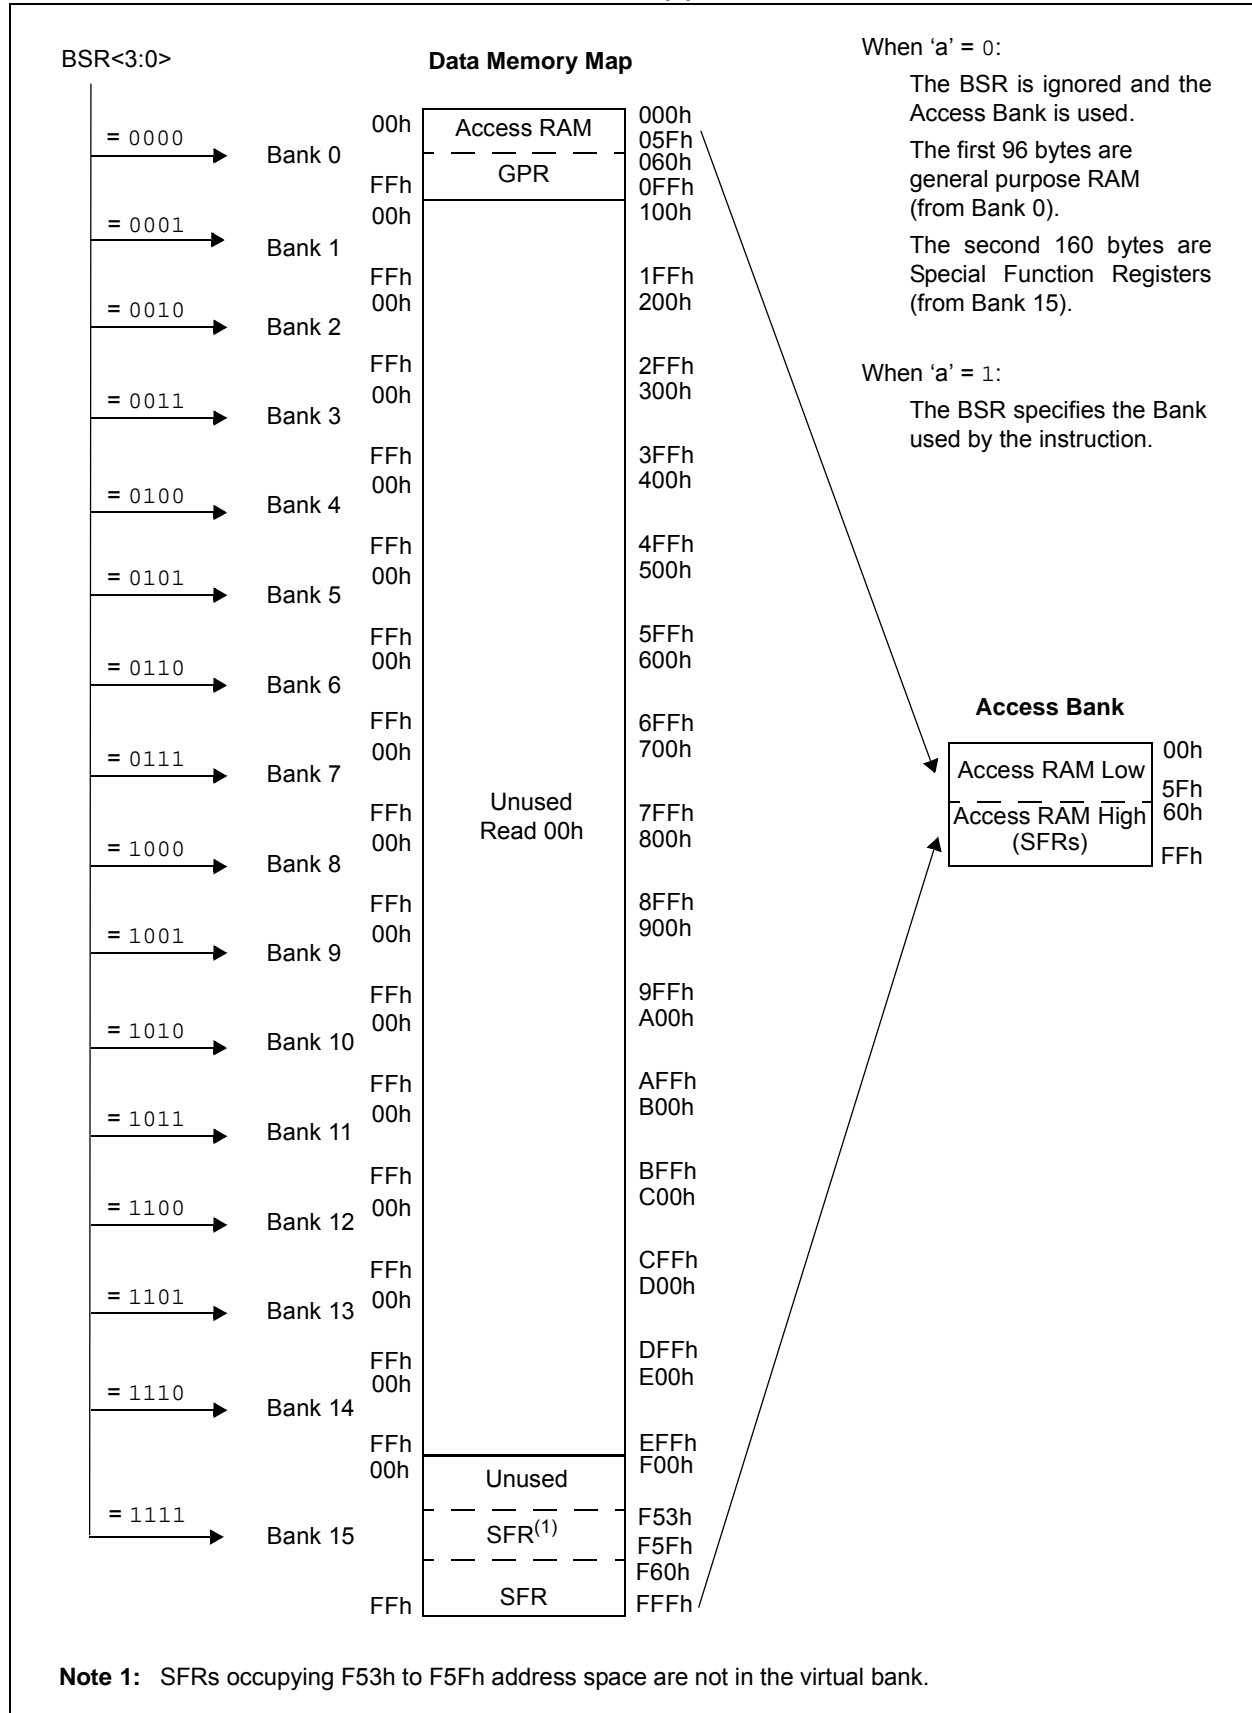 BSR<3:0>
Data Memory Map
When ‘a’ = 0:
The BSR is ignored and the
Access Bank is used.
The first 96 bytes are
general purpose RAM
(from Bank 0).
The second 160 bytes are
Special Function Registers
(from Bank 15).
When ‘a’ = 1:
The BSR specifies the Bank
used by the instruction.
= 0000
Bank 0
00h
FFh
Access RAM
GPR
000h
05Fh
060h
0FFh
= 0001
Bank 1
00h
FFh
100h
1FFh
= 0010
Bank 2
00h
FFh
200h
2FFh
= 0011
Bank 3
00h
FFh
300h
3FFh
= 0100
Bank 4
00h
FFh
400h
4FFh
= 0101
Bank 5
00h
FFh
500h
5FFh
= 0110
Bank 6
00h
FFh
600h
6FFh
= 0111
Bank 7
00h
FFh
700h
7FFh
Unused
Read 00h
= 1000
Bank 8
00h
FFh
800h
8FFh
= 1001
Bank 9
00h
FFh
900h
9FFh
= 1010
Bank 10
00h
FFh
A00h
AFFh
= 1011
Bank 11
00h
FFh
B00h
BFFh
= 1100
Bank 12
00h
FFh
C00h
CFFh
= 1101
Bank 13
00h
FFh
D00h
DFFh
= 1110
Bank 14
00h
FFh
E00h
EFFh
= 1111
Bank 15
00h
FFh
Unused
SFR(1)
SFR
F00h
F53h
F5Fh
F60h
FFFh
Access Bank
Access RAM Low
Access RAM High
(SFRs)
00h
5Fh
60h
FFh
Note 1: SFRs occupying F53h to F5Fh address space are not in the virtual bank.